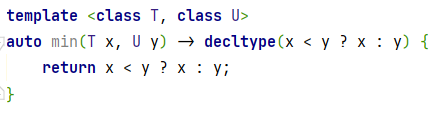 template <class T, class U>
auto min(T x, U y) -> decltype(x < y ? x : y) {
    return x < y ? x : y;
}